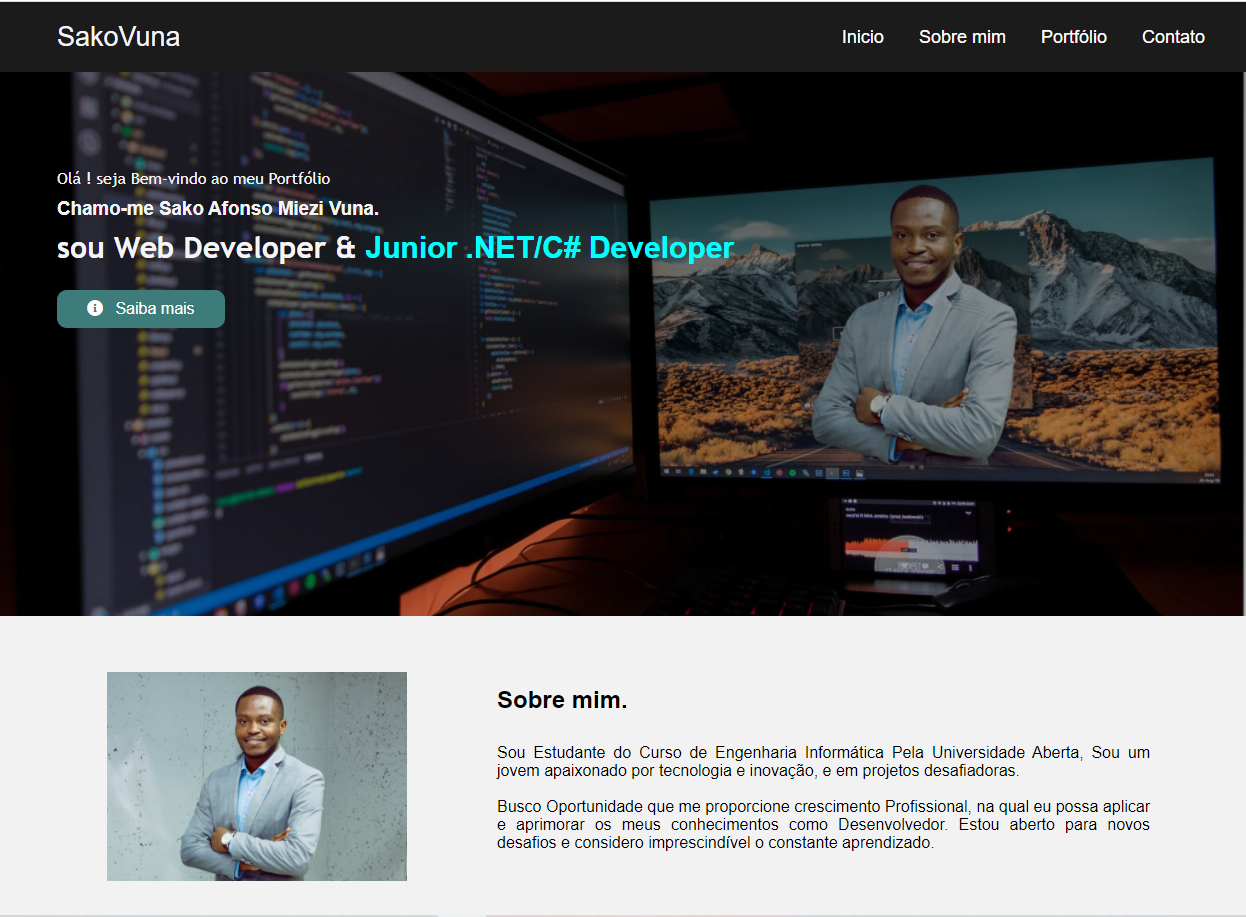 SakoVuna
Inicio Sobre mim Portfólio Contato
Olá ! seja Bem-vindo ao meu Portfólio
Chamo-me Sako Afonso Miezi Vuna.
sou Web Developer & Junior .NET/C# Developer
Saiba mais
Sobre mim.
Sou Estudante do Curso de Engenharia Informática Pela Universidade Aberta, Sou um
jovem apaixonado por tecnologia e inovação, e em projetos desafiadoras.
Busco Oportunidade que me proporcione crescimento Profissional, na qual eu possa aplicar
e aprimorar os meus conhecimentos como Desenvolvedor. Estou aberto para novos
desafios e considero imprescindível o constante aprendizado.